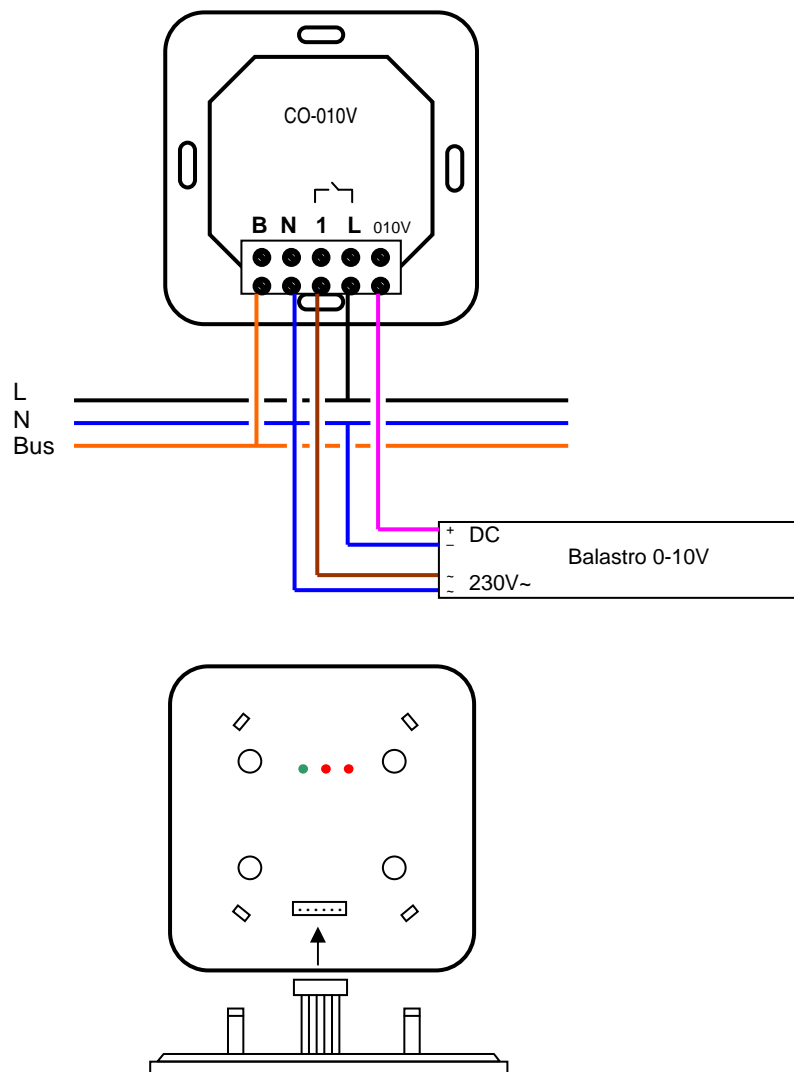 CO-010V
B N 1 L 010V
L
N
Bus
+ DC
–
Balastro 0-10V
~ 230V~
~